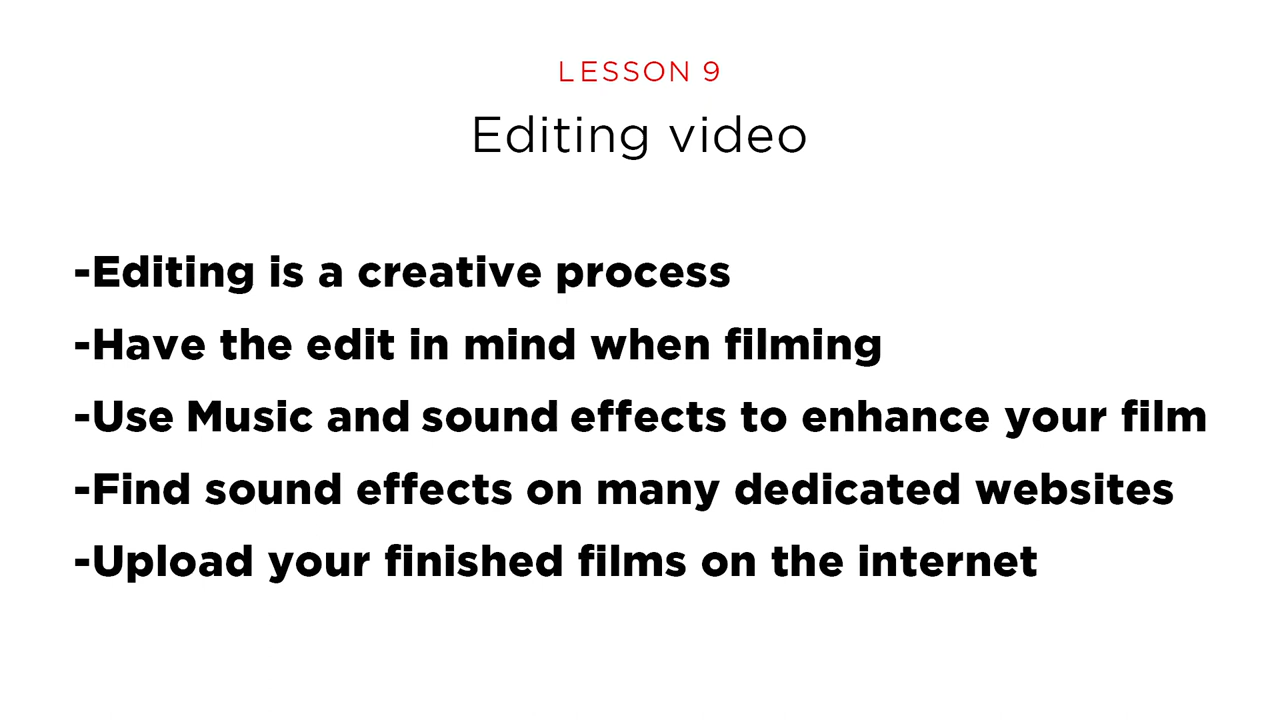 LESSON 9
Editing video
-Editing is a creative process
-Have the edit in mind when filming
-Use Music and sound effects to enhance your film
-Find sound effects on many dedicated websites
-Upload your finished films on the internet